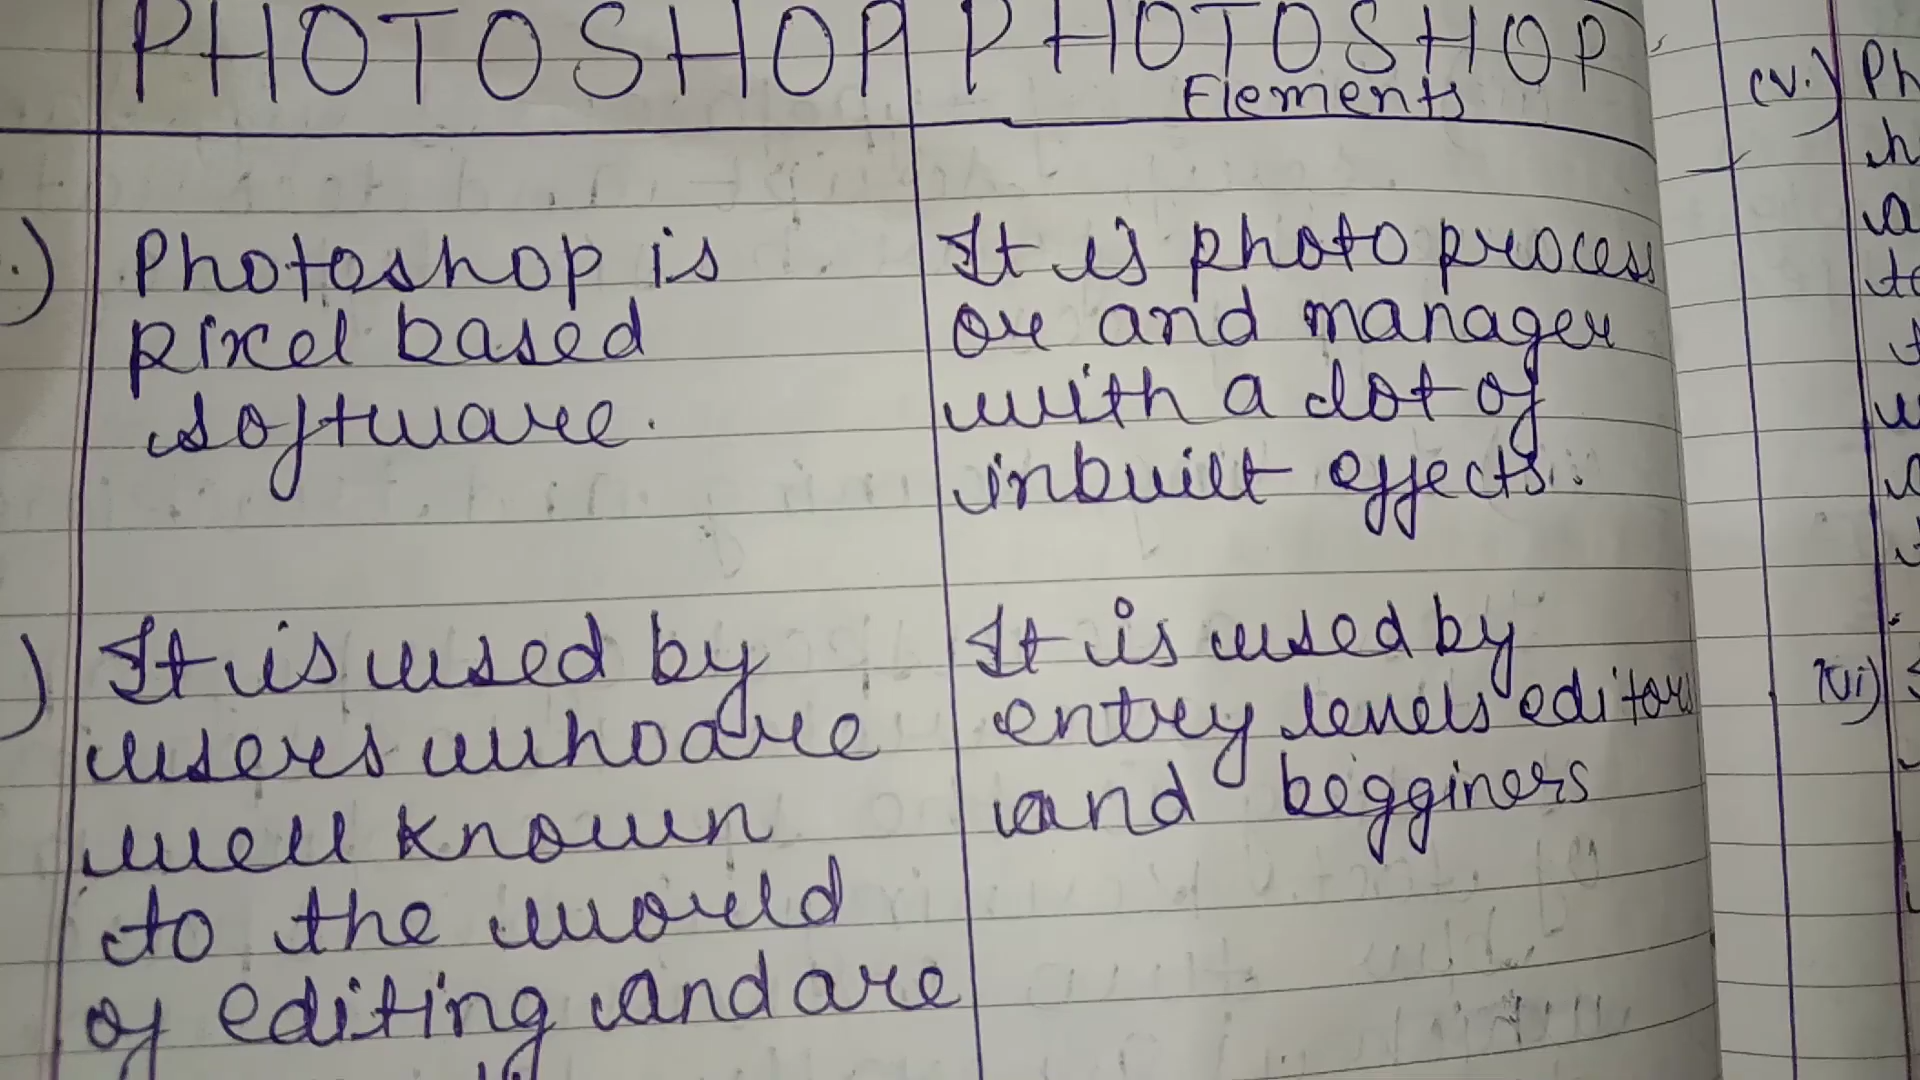 PHOTOSHOP
PHOTOSHOP
Elements
Photoshop is
pixel based
software.
It is photo process
or and manager
with a lot of
inbuilt effects.
It is used by
users who are
well known
to the world
of editing and are
It is used by
entry levels editors
and begginers
(v.) Ph
(vi)